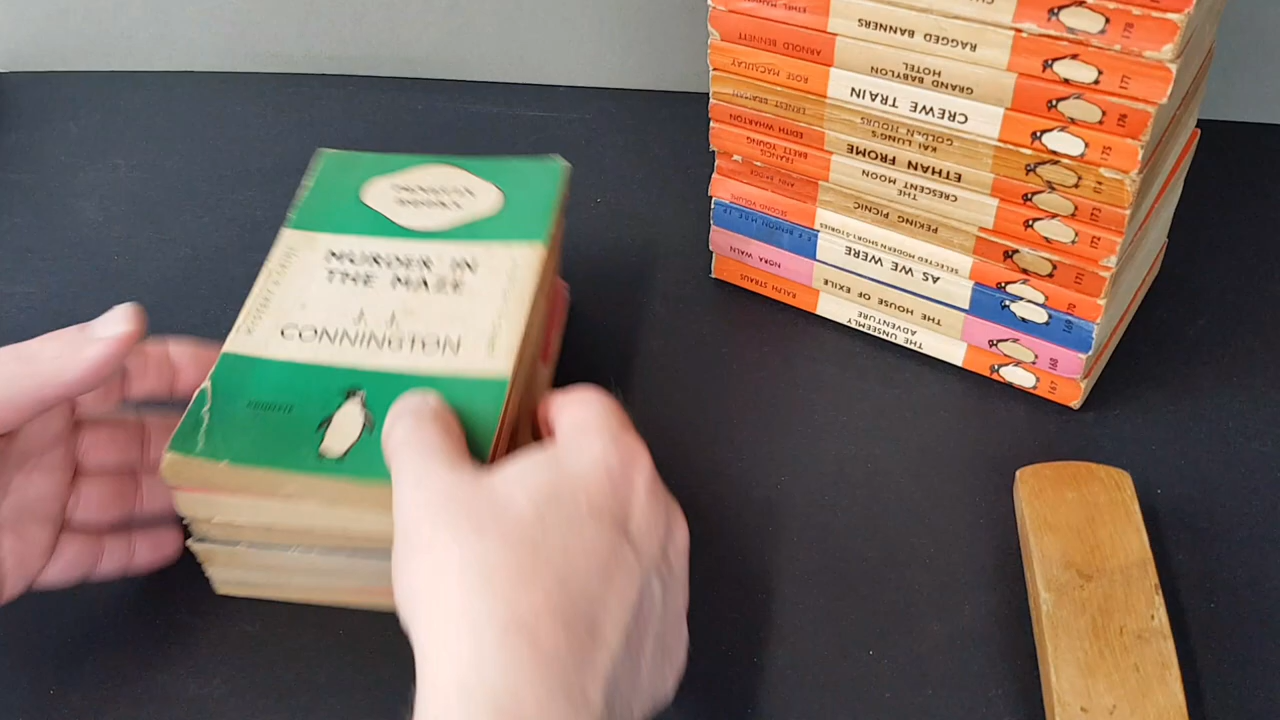 PENGUIN
BOOKS
MURDER IN
THE MAZE
J. J.
CONNINGTON
ETHEL MANNIN
RAGGED BANNERS
178
ARNOLD BENNETT
GRAND BABYLON
HOTEL
177
ROSE MACAULAY
CREWE TRAIN
176
ERNEST BRAMAH
KAI LUNG'S
GOLDEN HOURS
175
EDITH WHARTON
ETHAN FROME
174
FRANCIS
BRETT YOUNG
THE
CRESCENT MOON
173
ANN BRIDGE
PEKING PICNIC
172
SECOND VOLUME
SELECTED MODERN SHORT STORIES
171
AS WE WERE
170
NORA WALN
THE HOUSE OF EXILE
169
168
RALPH STRAUS
THE UNSEEMLY
ADVENTURE
167